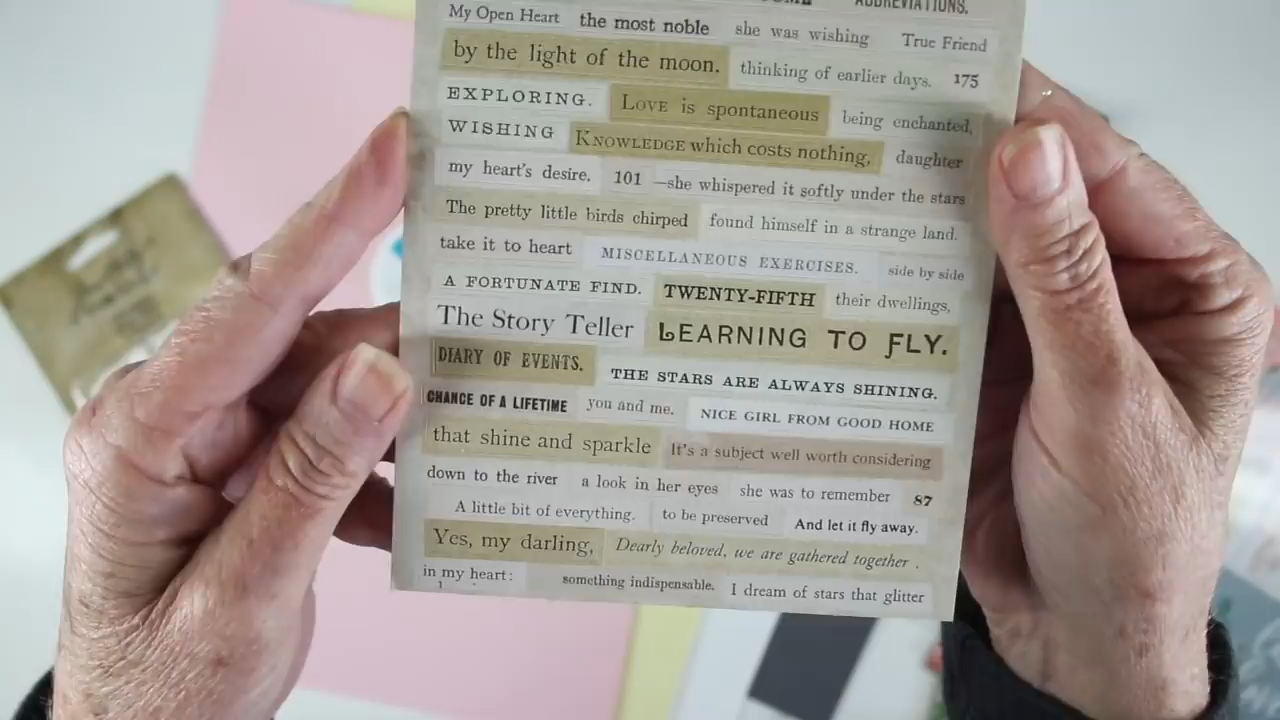 ABBREVIATIONS.
My Open Heart the most noble she was wishing True Friend
by the light of the moon. thinking of earlier days. 175
EXPLORING. LOVE is spontaneous being enchanted,
WISHING KNOWLEDGE which costs nothing, daughter
my heart's desire. 101 —she whispered it softly under the stars
The pretty little birds chirped found himself in a strange land.
take it to heart MISCELLANEOUS EXERCISES. side by side
A FORTUNATE FIND. TWENTY-FIFTH their dwellings,
The Story Teller LEARNING TO FLY.
DIARY OF EVENTS. THE STARS ARE ALWAYS SHINING.
CHANCE OF A LIFETIME you and me. NICE GIRL FROM GOOD HOME
that shine and sparkle It's a subject well worth considering
down to the river a look in her eyes she was to remember 87
A little bit of everything. to be preserved And let it fly away.
Yes, my darling, Dearly beloved, we are gathered together .
in my heart: something indispensable. I dream of stars that glitter